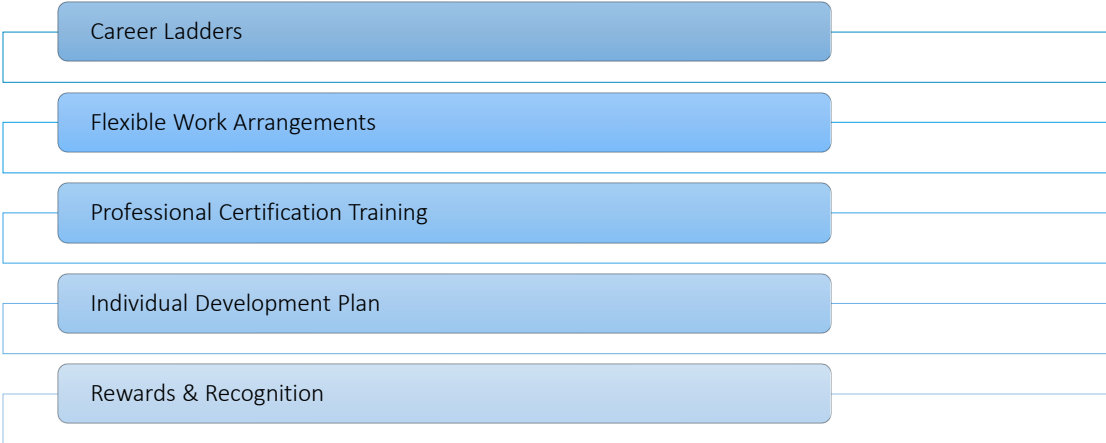 Career Ladders
Flexible Work Arrangements
Professional Certification Training
Individual Development Plan
Rewards & Recognition